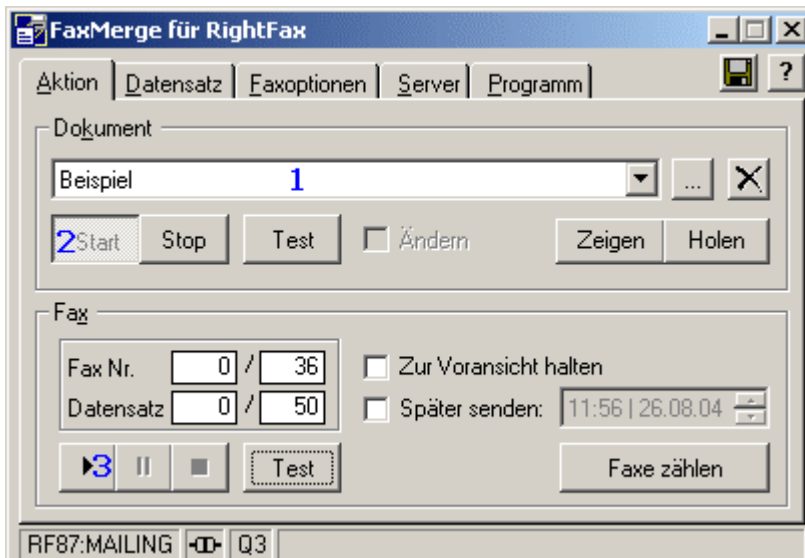 FaxMerge für RightFax
Aktion Datensatz Faxoptionen Server Programm ?
Dokument
Beispiel 1 ...
2 Start Stop Test Ändern Zeigen Holen
Fax
Fax Nr. 0 / 36 Zur Voransicht halten
Datensatz 0 / 50 Später senden: 11:56 | 26.08.04
3 Test Faxe zählen
RF87:MAILING Q3